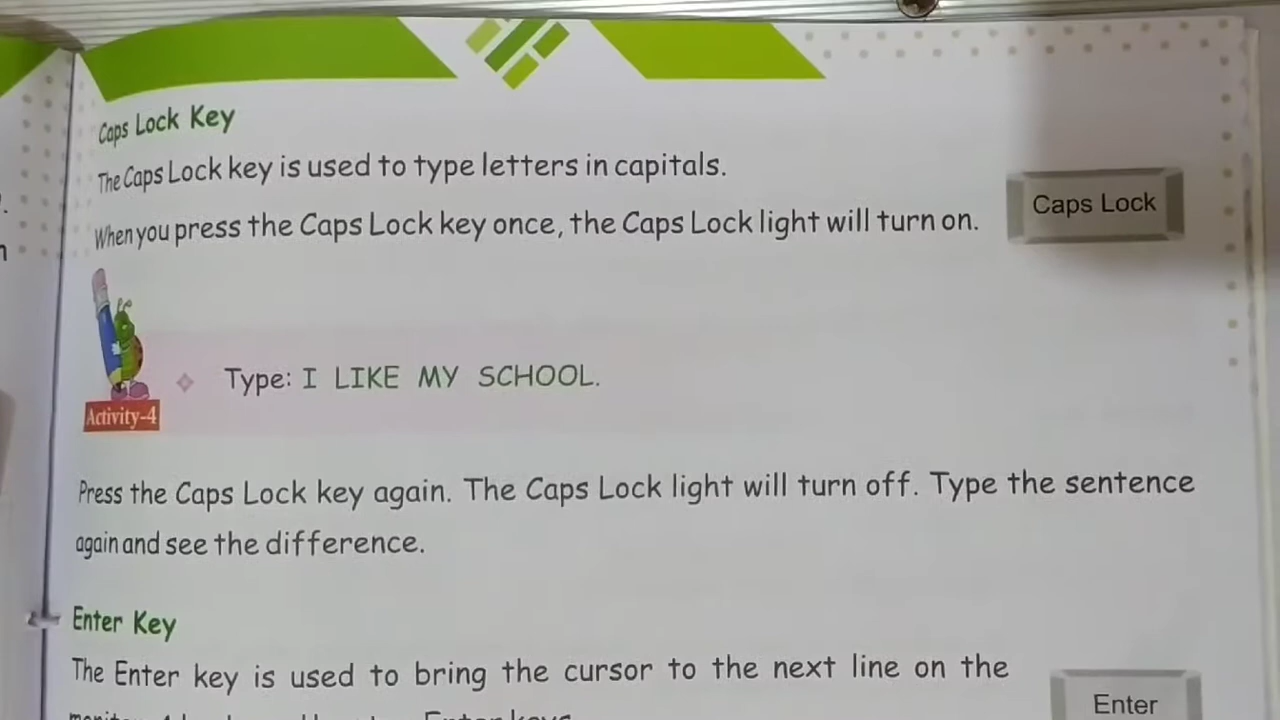 Caps Lock Key
The Caps Lock key is used to type letters in capitals.
When you press the Caps Lock key once, the Caps Lock light will turn on.
Caps Lock
Type: I LIKE MY SCHOOL.
Activity-4
Press the Caps Lock key again. The Caps Lock light will turn off. Type the sentence
again and see the difference.
Enter Key
The Enter key is used to bring the cursor to the next line on the
Enter